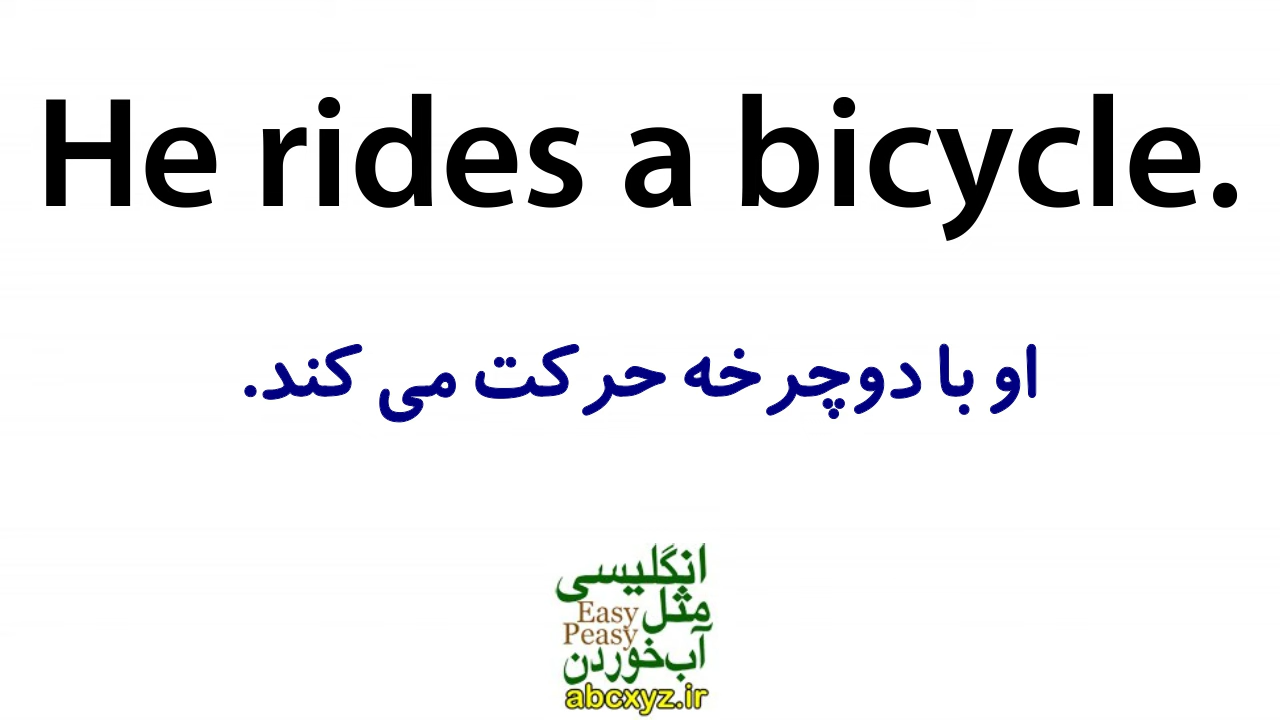 He rides a bicycle.
او با دوچرخه حرکت می کند.
انگلیسی
مثل Easy
Peasy
آب‌خوردن
abcxyz.ir